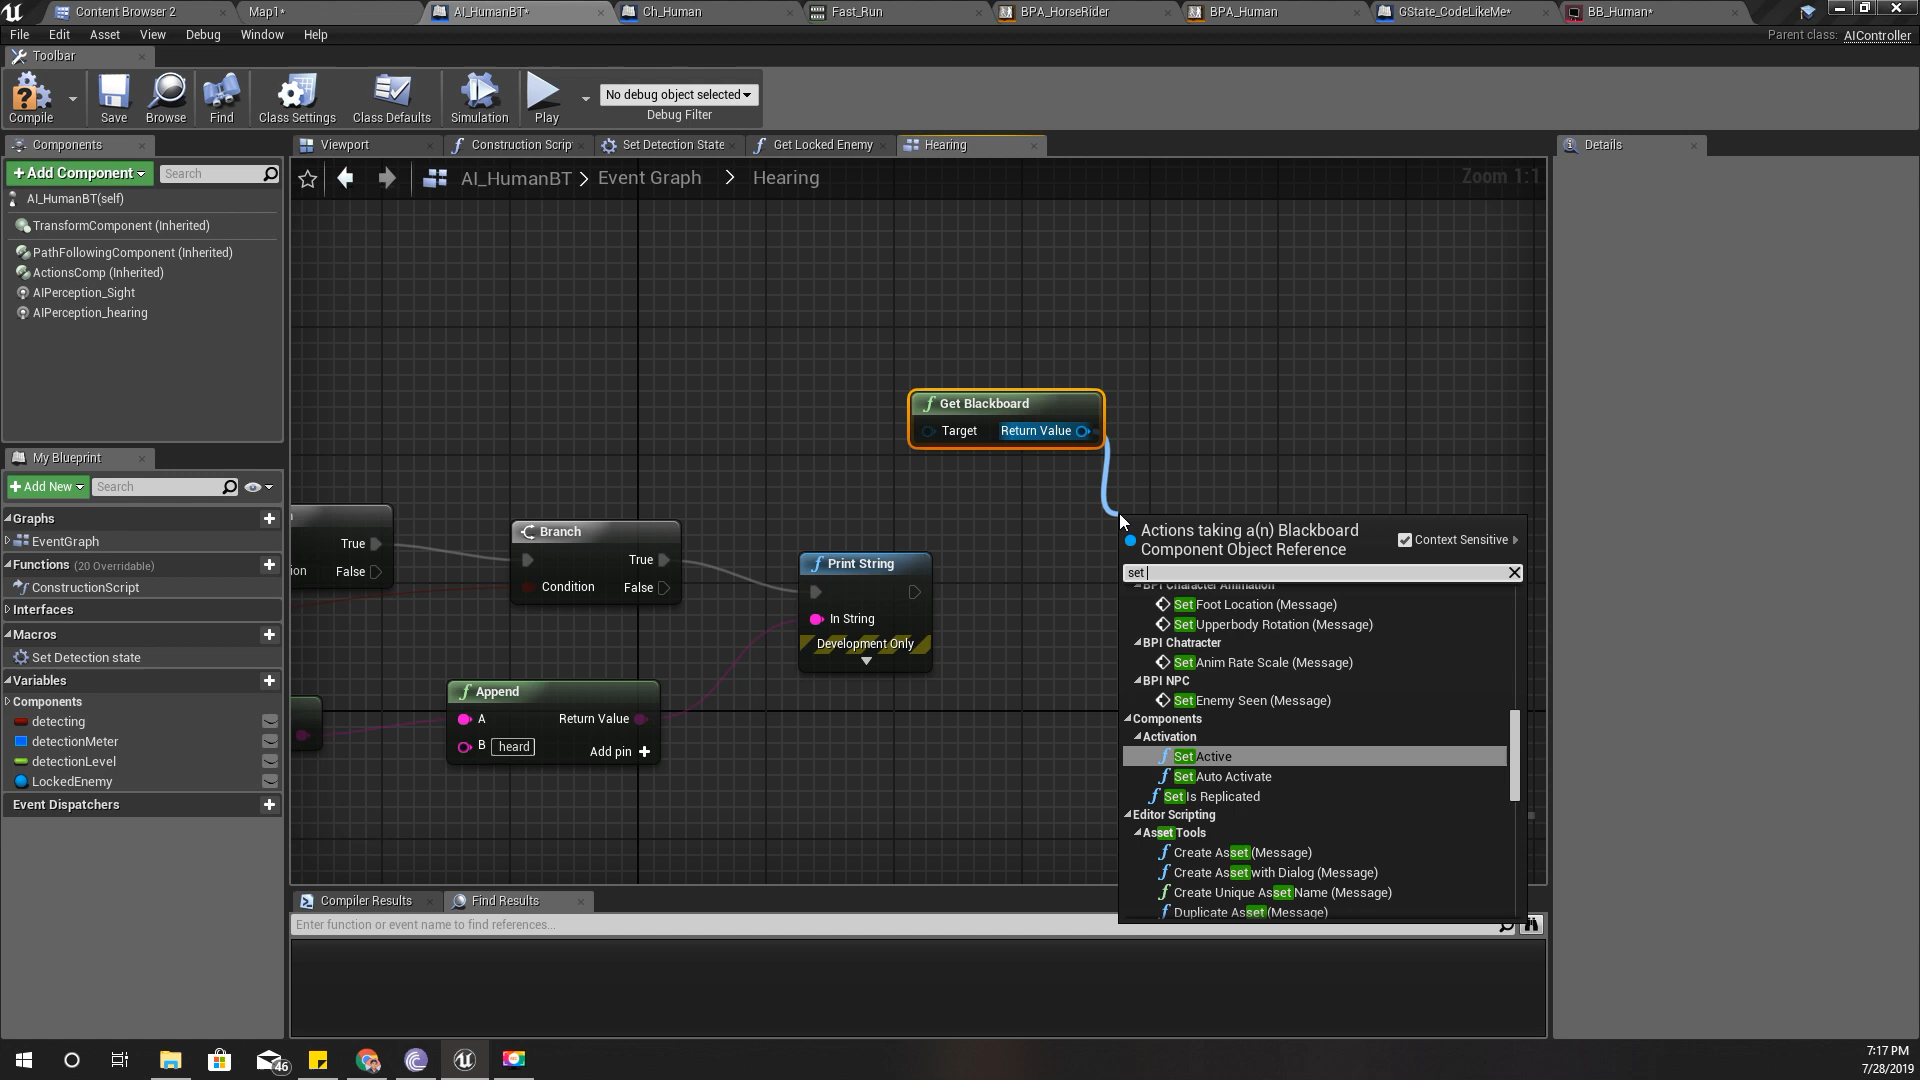 Content Browser 2
Map1*
AI_HumanBT*
Ch_Human
Fast_Run
BPA_HorseRider
BPA_Human
GState_CodeLikeMe*
BB_Human*
File Edit Asset View Debug Window Help
Parent class: AIController
Toolbar
Compile
Save
Browse
Find
Class Settings
Class Defaults
Simulation
Play
No debug object selected
Debug Filter
Components
+Add Component
Search
AI_HumanBT(self)
TransformComponent (Inherited)
PathFollowingComponent (Inherited)
ActionsComp (Inherited)
AIPerception_Sight
AIPerception_hearing
My Blueprint
+Add New
Search
Graphs
EventGraph
Functions (20 Overridable)
ConstructionScript
Interfaces
Macros
Set Detection state
Variables
Components
detecting
detectionMeter
detectionLevel
LockedEnemy
Event Dispatchers
Viewport
Construction Scrip
Set Detection State
Get Locked Enemy
Hearing
AI_HumanBT > Event Graph > Hearing
Zoom 1:1
Get Blackboard
Target Return Value
True
False
Branch
True
Condition False
Print String
In String
Development Only
Append
A Return Value
B heard Add pin +
Actions taking a(n) Blackboard
Component Object Reference
Context Sensitive
set
BPI Character Animation
Set Foot Location (Message)
Set Upperbody Rotation (Message)
BPI Chatracter
Set Anim Rate Scale (Message)
BPI NPC
Set Enemy Seen (Message)
Components
Activation
Set Active
Set Auto Activate
Set Is Replicated
Editor Scripting
Asset Tools
Create Asset (Message)
Create Asset with Dialog (Message)
Create Unique Asset Name (Message)
Duplicate Asset (Message)
Compiler Results
Find Results
Enter function or event name to find references...
Details
46
7:17 PM
7/28/2019